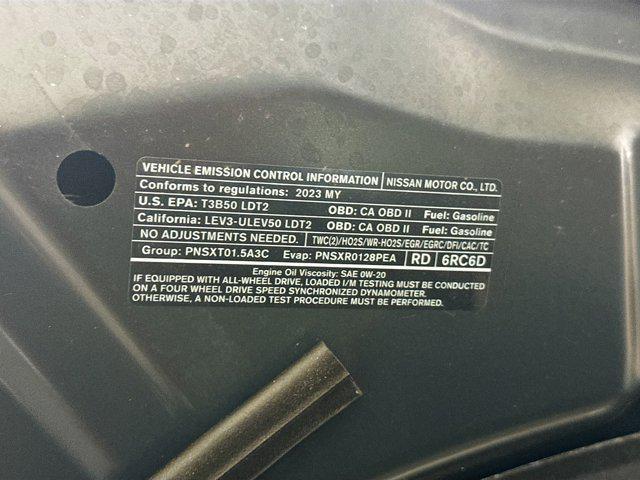 VEHICLE EMISSION CONTROL INFORMATION NISSAN MOTOR CO., LTD.
Conforms to regulations: 2023 MY
U.S. EPA: T3B50 LDT2 OBD: CA OBD II Fuel: Gasoline
California: LEV3-ULEV50 LDT2 OBD: CA OBD II Fuel: Gasoline
NO ADJUSTMENTS NEEDED. TWC(2)/HO2S/WR-HO2S/EGR/EGRC/DFI/CAC/TC
Group: PNSXT01.5A3C Evap: PNSXR0128PEA RD 6RC6D
Engine Oil Viscosity: SAE 0W-20
IF EQUIPPED WITH ALL-WHEEL DRIVE, LOADED I/M TESTING MUST BE CONDUCTED
ON A FOUR WHEEL DRIVE SPEED SYNCHRONIZED DYNAMOMETER.
OTHERWISE, A NON-LOADED TEST PROCEDURE MUST BE PERFORMED.